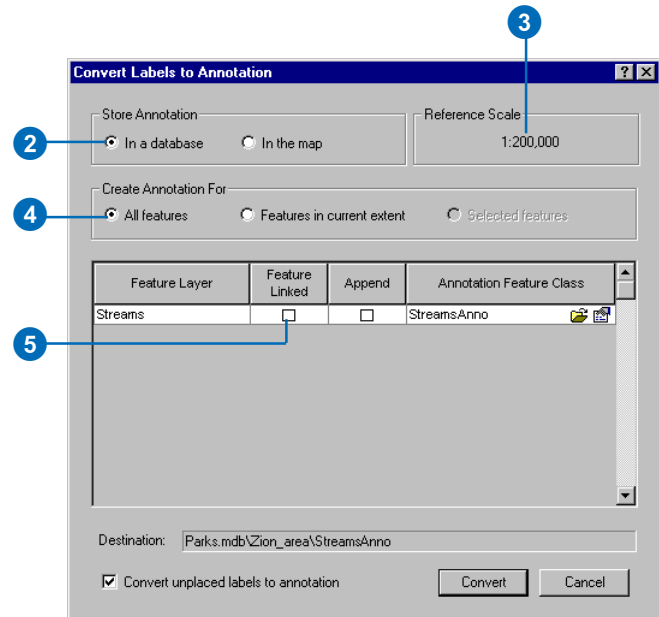 3
Convert Labels to Annotation
Store Annotation
Reference Scale
2
In a database
In the map
1:200,000
Create Annotation For
4
All features
Features in current extent
Selected features
Feature Layer
Feature Linked
Append
Annotation Feature Class
Streams
StreamsAnno
5
Destination: Parks.mdb\Zion_area\StreamsAnno
Convert unplaced labels to annotation
Convert
Cancel